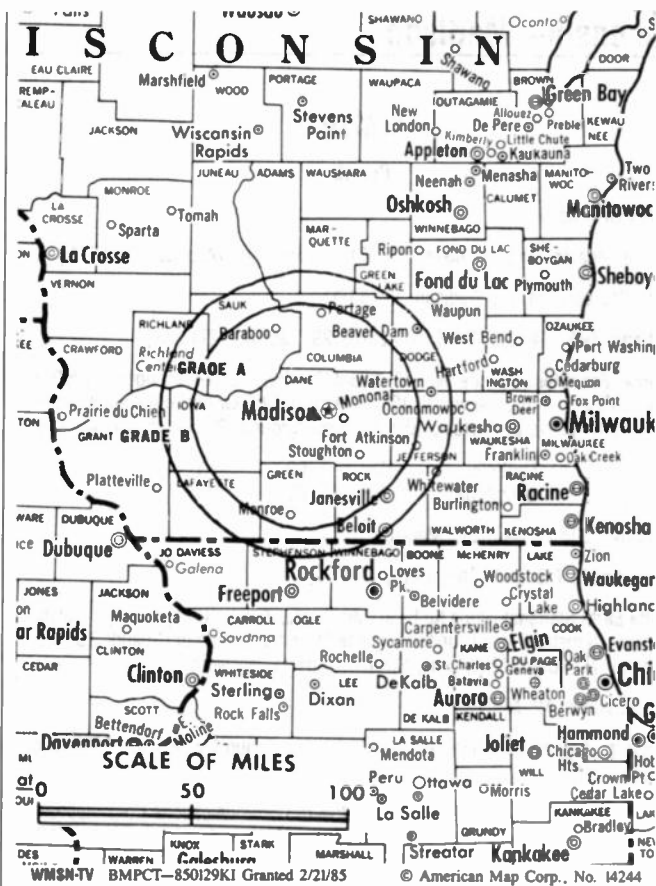 Wausau
SHAWANO
Oconto
I S C O N S I N
DOOR
EAU CLAIRE
Shawano
Marshfield
WOOD
PORTAGE
WAUPACA
BROWN
Green Bay
REMP-
ALEAU
OUTAGAMIE
Allouez
Stevens
Paint
New
London
De Pere
Preble
KEWAU
NEE
JACKSON
Wisconsin
Rapids
Kimberly
Little Chute
Appleton
Kaukauna
JUNEAU
ADAMS
WAUSHARA
Menasha
MANITO-
WOC
Two
Rivers
Neenah
MONROE
CALUMET
LA
CROSSE
Tomah
Oshkosh
Manitowoc
Sparta
MAR-
QUETTE
WINNEBAGO
La Crosse
Ripon
FOND DU LAC
SHE-
BOYGAN
GREEN
LAKE
Fond du Lac
Plymouth
Sheboy
VERNON
SAUK
Portage
Waupun
RICHLAND
Baraboo
Beaver Dam
West Bend
OZAUKEE
CRAWFORD
Richland
Center
COLUMBIA
DODGE
Port Washing
GRADE A
Hartford
WASH
INGTON
Cedarburg
DANE
Watertown
Mequon
IOWA
Monona
Oconomowoc
Brown
Deer
Fox Point
Prairie du Chien
Madison
Waukesha
Milwauk
GRANT
GRADE B
Fort Atkinson
WAUKESHA
MILWAUKEE
Stoughton
JEFFERSON
Franklin
Oak Creek
GREEN
ROCK
RACINE
Platteville
LAFAYETTE
Janesville
Whitewater
Racine
Monroe
Burlington
WARE
DUBUQUE
Beloit
WALWORTH
KENOSHA
Kenosha
Dubuque
JO DAVIESS
STEPHENSON
WINNEBAGO
BOONE
McHENRY
LAKE
Zion
Galena
Rockford
Loves
Pk.
Woodstock
Waukegan
JONES
JACKSON
Freeport
Belvidere
Crystal
Lake
Highland
Maquoketa
CARROLL
OGLE
Carpentersville
COOK
ar Rapids
Savanna
Sycamore
KANE
Elgin
Evanst
CLINTON
Rochelle
St. Charles
DU PAGE
Oak
Park
CEDAR
Clinton
WHITESIDE
LEE
DeKalb
Geneva
Batavia
Chi
Sterling
Dixan
Auroro
Wheaton
Cicero
SCOTT
Rock Falls
Berwyn
Bettendorf
DE KALB
KENDALL
Moline
Davenport
LA SALLE
Joliet
Hammond
Mendota
Chicago
Hts.
SCALE OF MILES
WILL
Hob
Peru
Ottawa
Crown Pt
0 50 100
Morris
Cedar Lake
La Salle
KANKAKEE
GRUNDY
Bradley
KNOX
STARK
MARSHALL
Streator
Kankakee
WARREN
Galesburg
WMSN-TV BMPCT-850129KI Granted 2/21/85 © American Map Corp., No. 14244